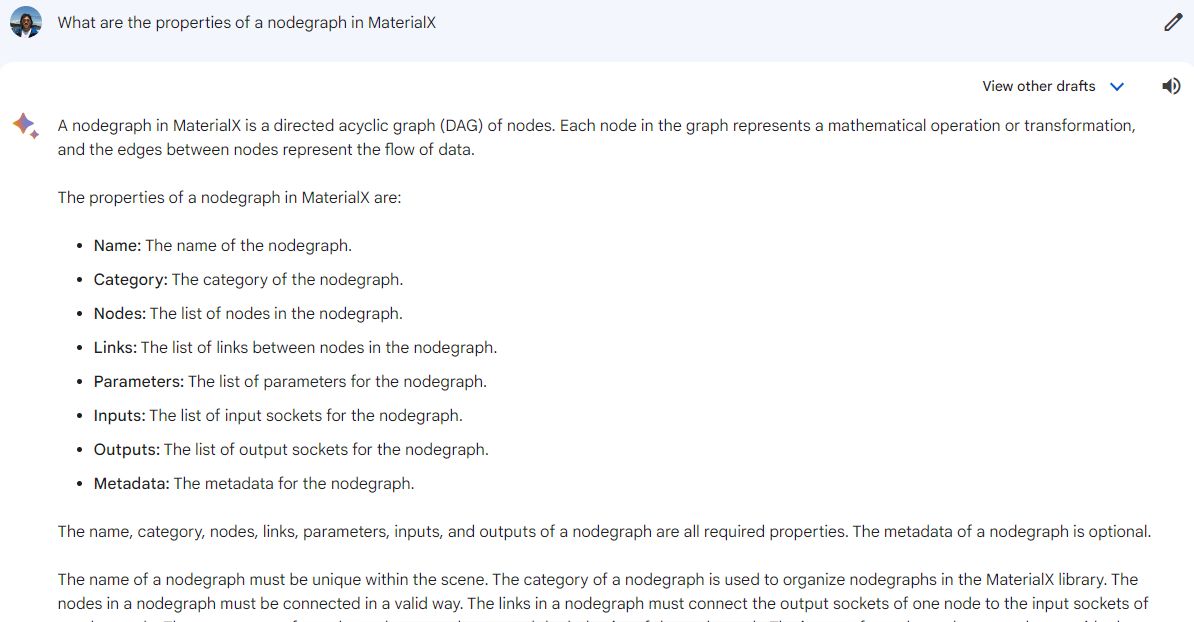 What are the properties of a nodegraph in MaterialX
View other drafts
A nodegraph in MaterialX is a directed acyclic graph (DAG) of nodes. Each node in the graph represents a mathematical operation or transformation,
and the edges between nodes represent the flow of data.
The properties of a nodegraph in MaterialX are:
• Name: The name of the nodegraph.
• Category: The category of the nodegraph.
• Nodes: The list of nodes in the nodegraph.
• Links: The list of links between nodes in the nodegraph.
• Parameters: The list of parameters for the nodegraph.
• Inputs: The list of input sockets for the nodegraph.
• Outputs: The list of output sockets for the nodegraph.
• Metadata: The metadata for the nodegraph.
The name, category, nodes, links, parameters, inputs, and outputs of a nodegraph are all required properties. The metadata of a nodegraph is optional.
The name of a nodegraph must be unique within the scene. The category of a nodegraph is used to organize nodegraphs in the MaterialX library. The
nodes in a nodegraph must be connected in a valid way. The links in a nodegraph must connect the output sockets of one node to the input sockets of